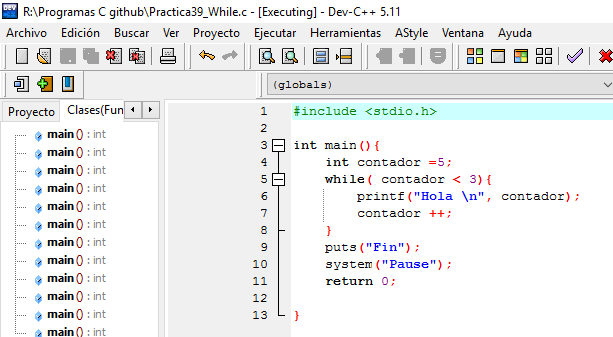 R:\Programas C github\Practica39_While.c - [Executing] - Dev-C++ 5.11
Archivo Edición Buscar Ver Proyecto Ejecutar Herramientas AStyle Ventana Ayuda
(globals)
Proyecto Clases(Fun
main() : int
main() : int
main() : int
main() : int
main() : int
main() : int
main() : int
main() : int
main() : int
main() : int
main() : int
main() : int
1 #include <stdio.h>
2
3 int main(){
4 int contador =5;
5 while( contador < 3){
6 printf("Hola \n", contador);
7 contador ++;
8 }
9 puts("Fin");
10 system("Pause");
11 return 0;
12
13 }